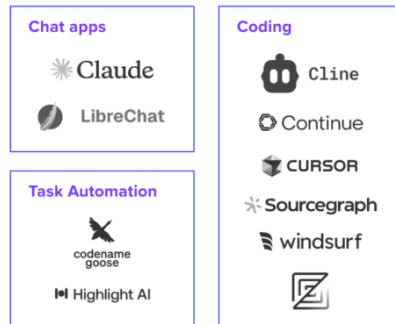 Chat apps
Claude
LibreChat
Task Automation
codename
goose
Highlight AI
Coding
Cline
Continue
CURSOR
Sourcegraph
windsurf